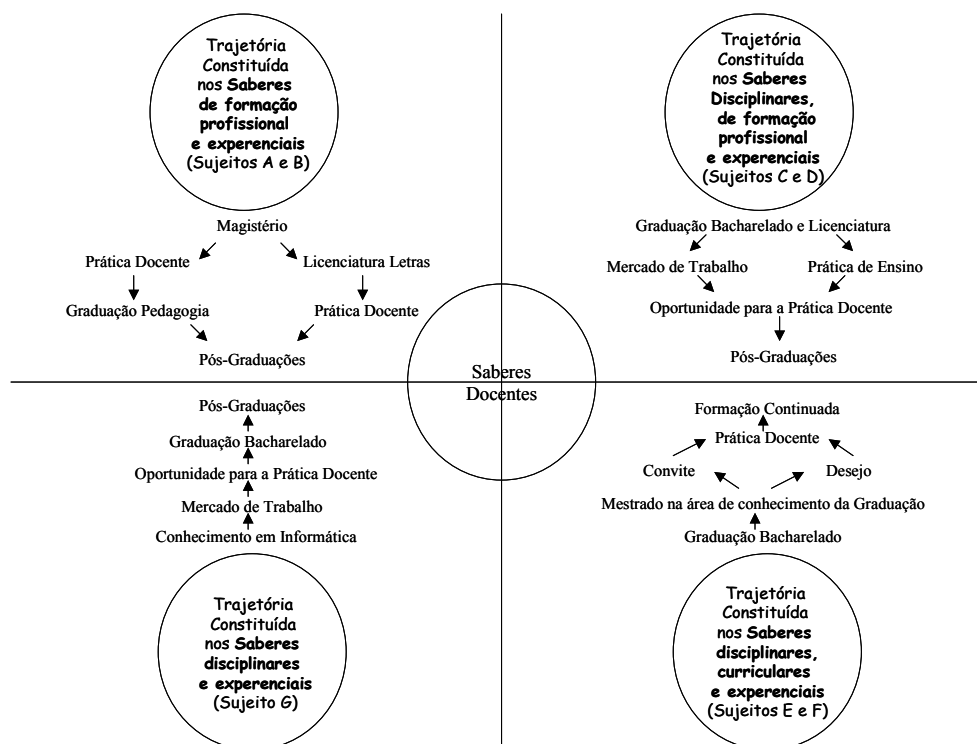 Trajetória
Constituída
nos Saberes
de formação
profissional
e experenciais
(Sujeitos A e B)
Magistério
Prática Docente
Licenciatura Letras
Graduação Pedagogia
Prática Docente
Pós-Graduações
Trajetória
Constituída
nos Saberes
Disciplinares,
de formação
profissional
e experenciais
(Sujeitos C e D)
Graduação Bacharelado e Licenciatura
Mercado de Trabalho
Prática de Ensino
Oportunidade para a Prática Docente
Pós-Graduações
Saberes
Docentes
Pós-Graduações
Graduação Bacharelado
Oportunidade para a Prática Docente
Mercado de Trabalho
Conhecimento em Informática
Trajetória
Constituída
nos Saberes
disciplinares
e experenciais
(Sujeito G)
Formação Continuada
Prática Docente
Convite
Desejo
Mestrado na área de conhecimento da Graduação
Graduação Bacharelado
Trajetória
Constituída
nos Saberes
disciplinares,
curriculares
e experenciais
(Sujeitos E e F)